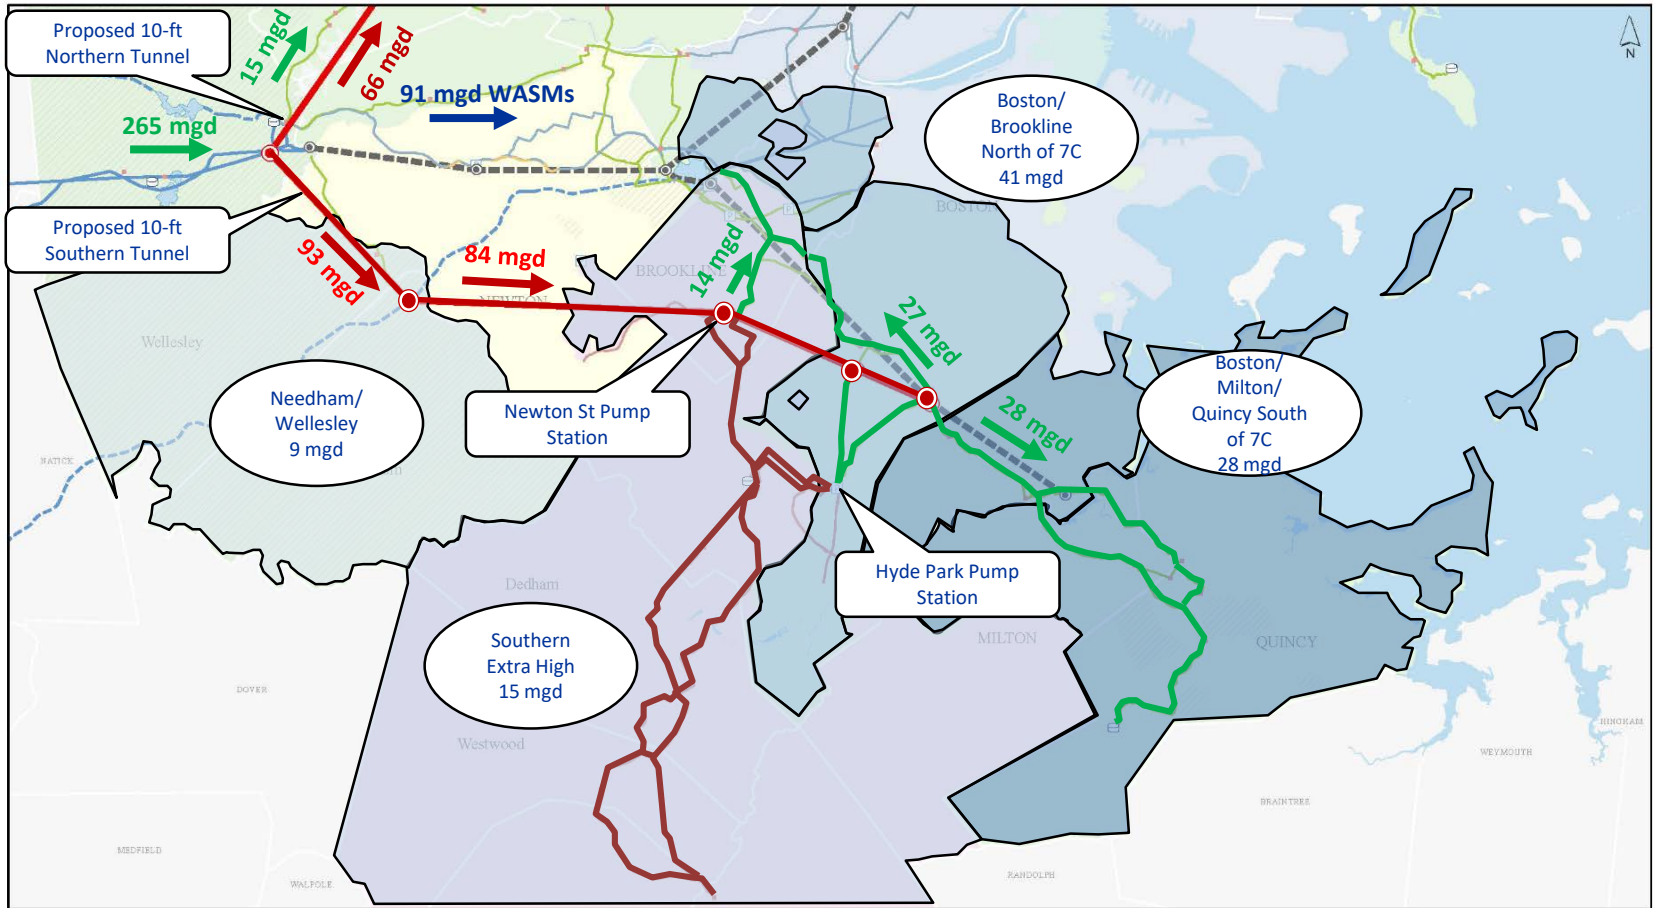 Proposed 10-ft
Northern Tunnel
15 mgd
66 mgd
N
91 mgd WASMs
265 mgd
Boston/
Brookline
North of 7C
41 mgd
BOSTON
Proposed 10-ft
Southern Tunnel
93 mgd
84 mgd
NEWTON
BROOKLINE
14 mgd
27 mgd
Wellesley
Needham/
Wellesley
9 mgd
Newton St Pump
Station
28 mgd
Boston/
Milton/
Quincy South
of 7C
28 mgd
NATICK
Hyde Park Pump
Station
Dedham
Southern
Extra High
15 mgd
MILTON
QUINCY
DOVER
Westwood
HINGHAM
WEYMOUTH
BRAINTREE
MEDFIELD
WALPOLE
RANDOLPH